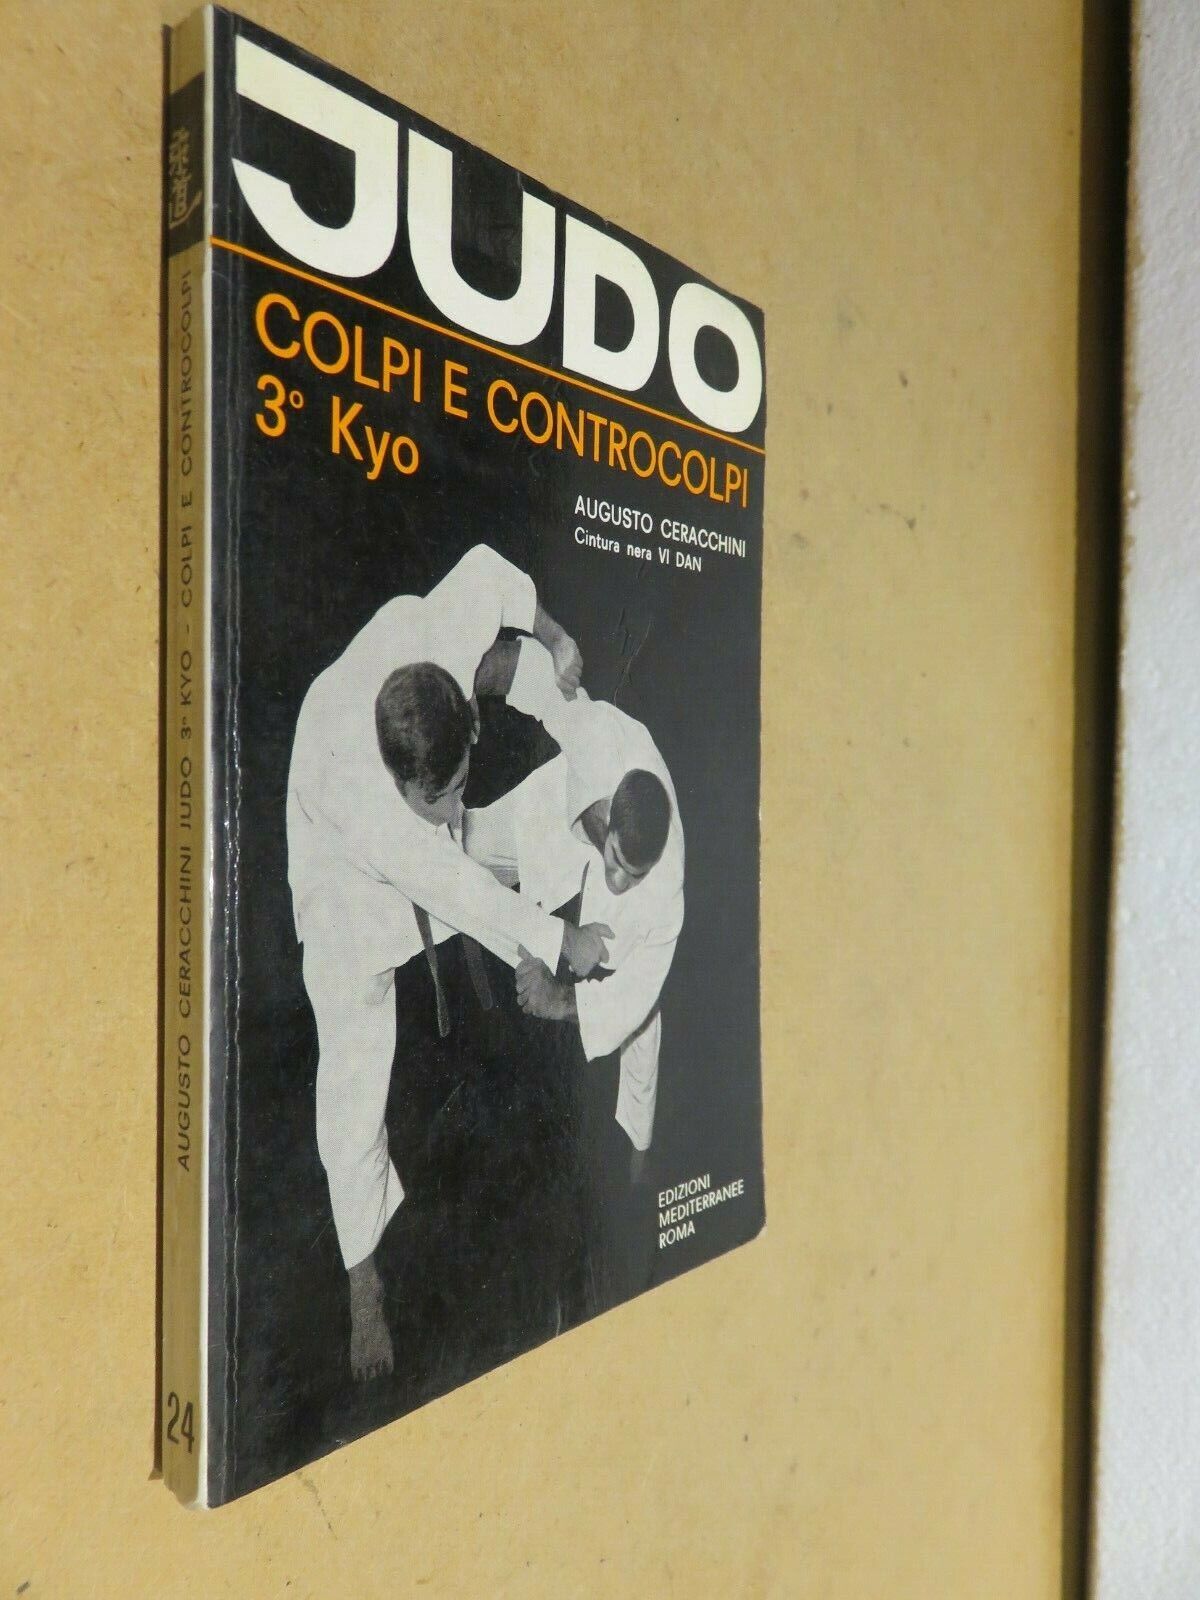 JUDO
COLPI E CONTROCOLPI
3° Kyo
AUGUSTO CERACCHINI
Cintura nera VI DAN
EDIZIONI
MEDITERRANEE
ROMA
AUGUSTO CERACCHINI JUDO 3° KYO - COLPI E CONTROCOLPI
24